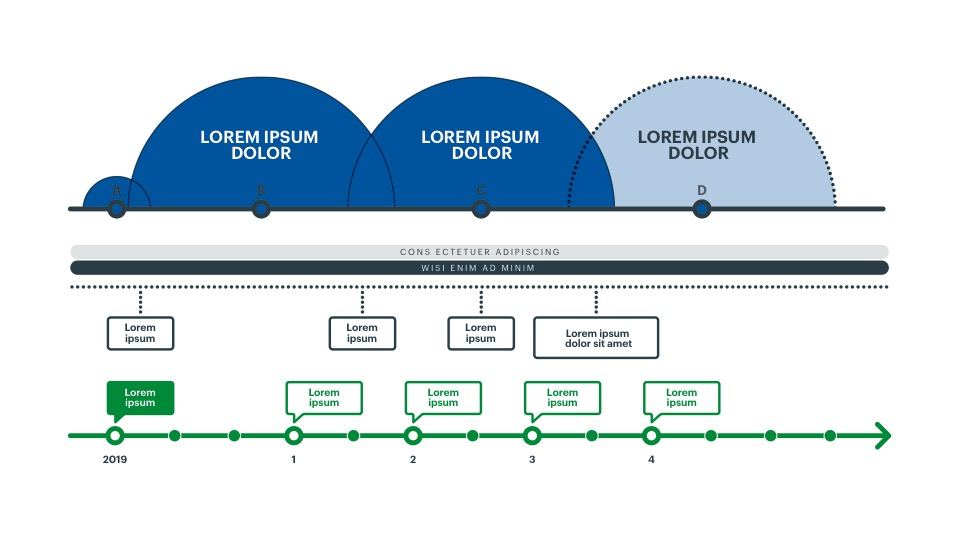 LOREM IPSUM
DOLOR
LOREM IPSUM
DOLOR
LOREM IPSUM
DOLOR
A
B
C
D
CONS ECTETUER ADIPISCING
WISI ENIM AD MINIM
Lorem
ipsum
Lorem
ipsum
Lorem
ipsum
Lorem ipsum
dolor sit amet
Lorem
ipsum
Lorem
ipsum
Lorem
ipsum
Lorem
ipsum
Lorem
ipsum
2019
1
2
3
4